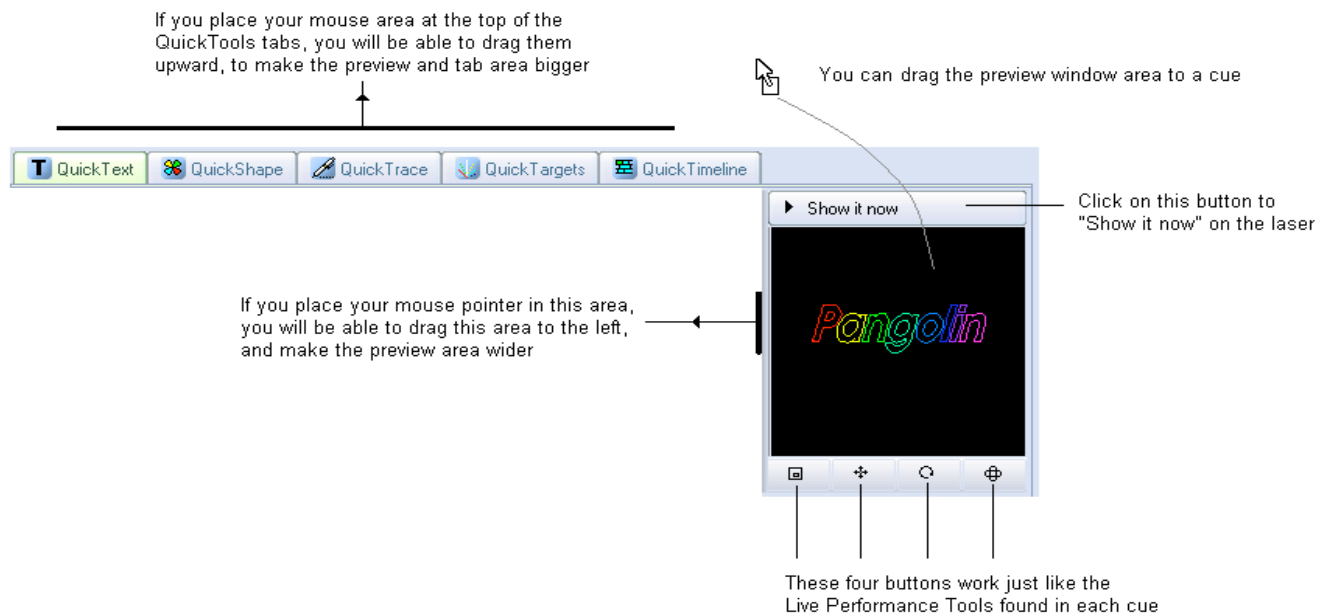 If you place your mouse area at the top of the
QuickTools tabs, you will be able to drag them
upward, to make the preview and tab area bigger
You can drag the preview window area to a cue
QuickText QuickShape QuickTrace QuickTargets QuickTimeline
Show it now
Click on this button to
"Show it now" on the laser
If you place your mouse pointer in this area,
you will be able to drag this area to the left,
and make the preview area wider
Pangolin
These four buttons work just like the
Live Performance Tools found in each cue